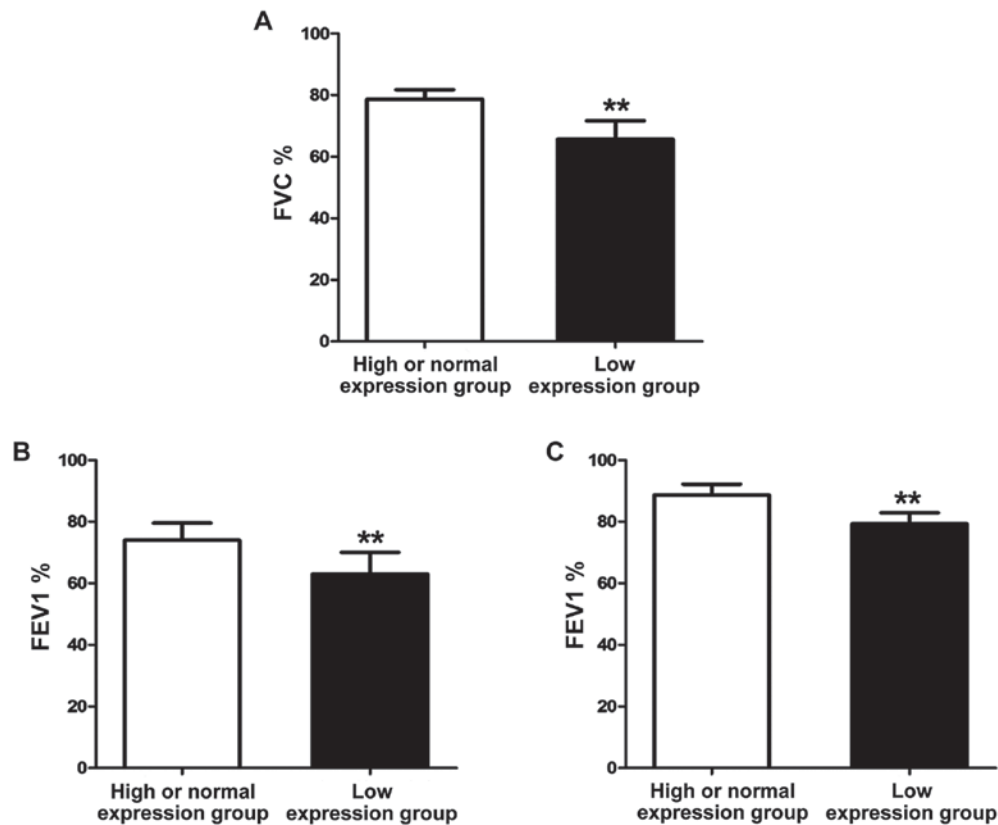 A
100
80
60
40
20
0
FVC %
**
High or normal
expression group
Low
expression group
B
100
80
60
40
20
0
FEV1 %
**
High or normal
expression group
Low
expression group
C
100
80
60
40
20
0
FEV1 %
**
High or normal
expression group
Low
expression group